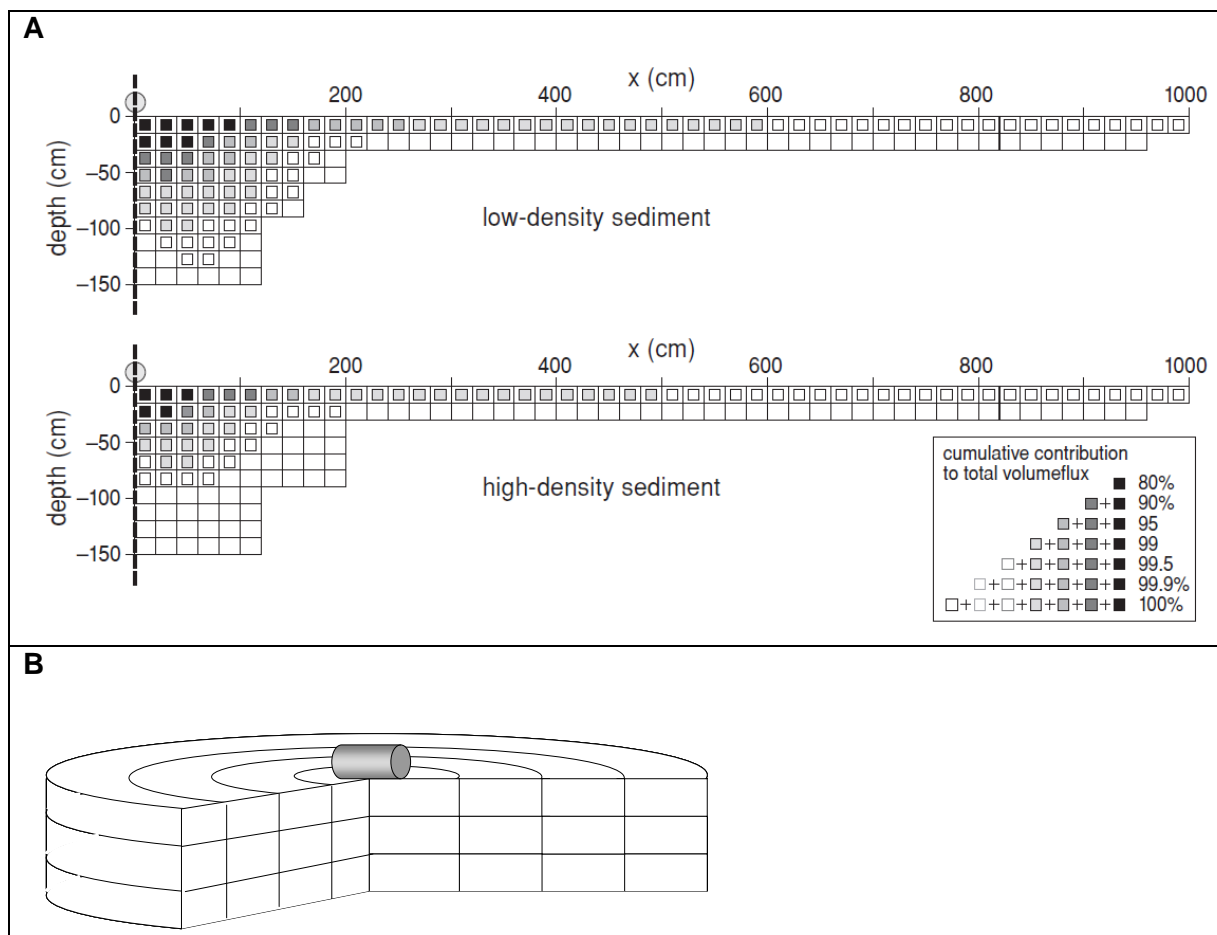 A
x (cm)
200 400 600 800 1000
0
−50
−100
−150
depth (cm)
low-density sediment
x (cm)
200 400 600 800 1000
0
−50
−100
−150
depth (cm)
high-density sediment
cumulative contribution
to total volumeflux
80%
+ 90%
+ + 95
+ + + 99
+ + + + 99.5
+ + + + + 99.9%
+ + + + + + 100%
B